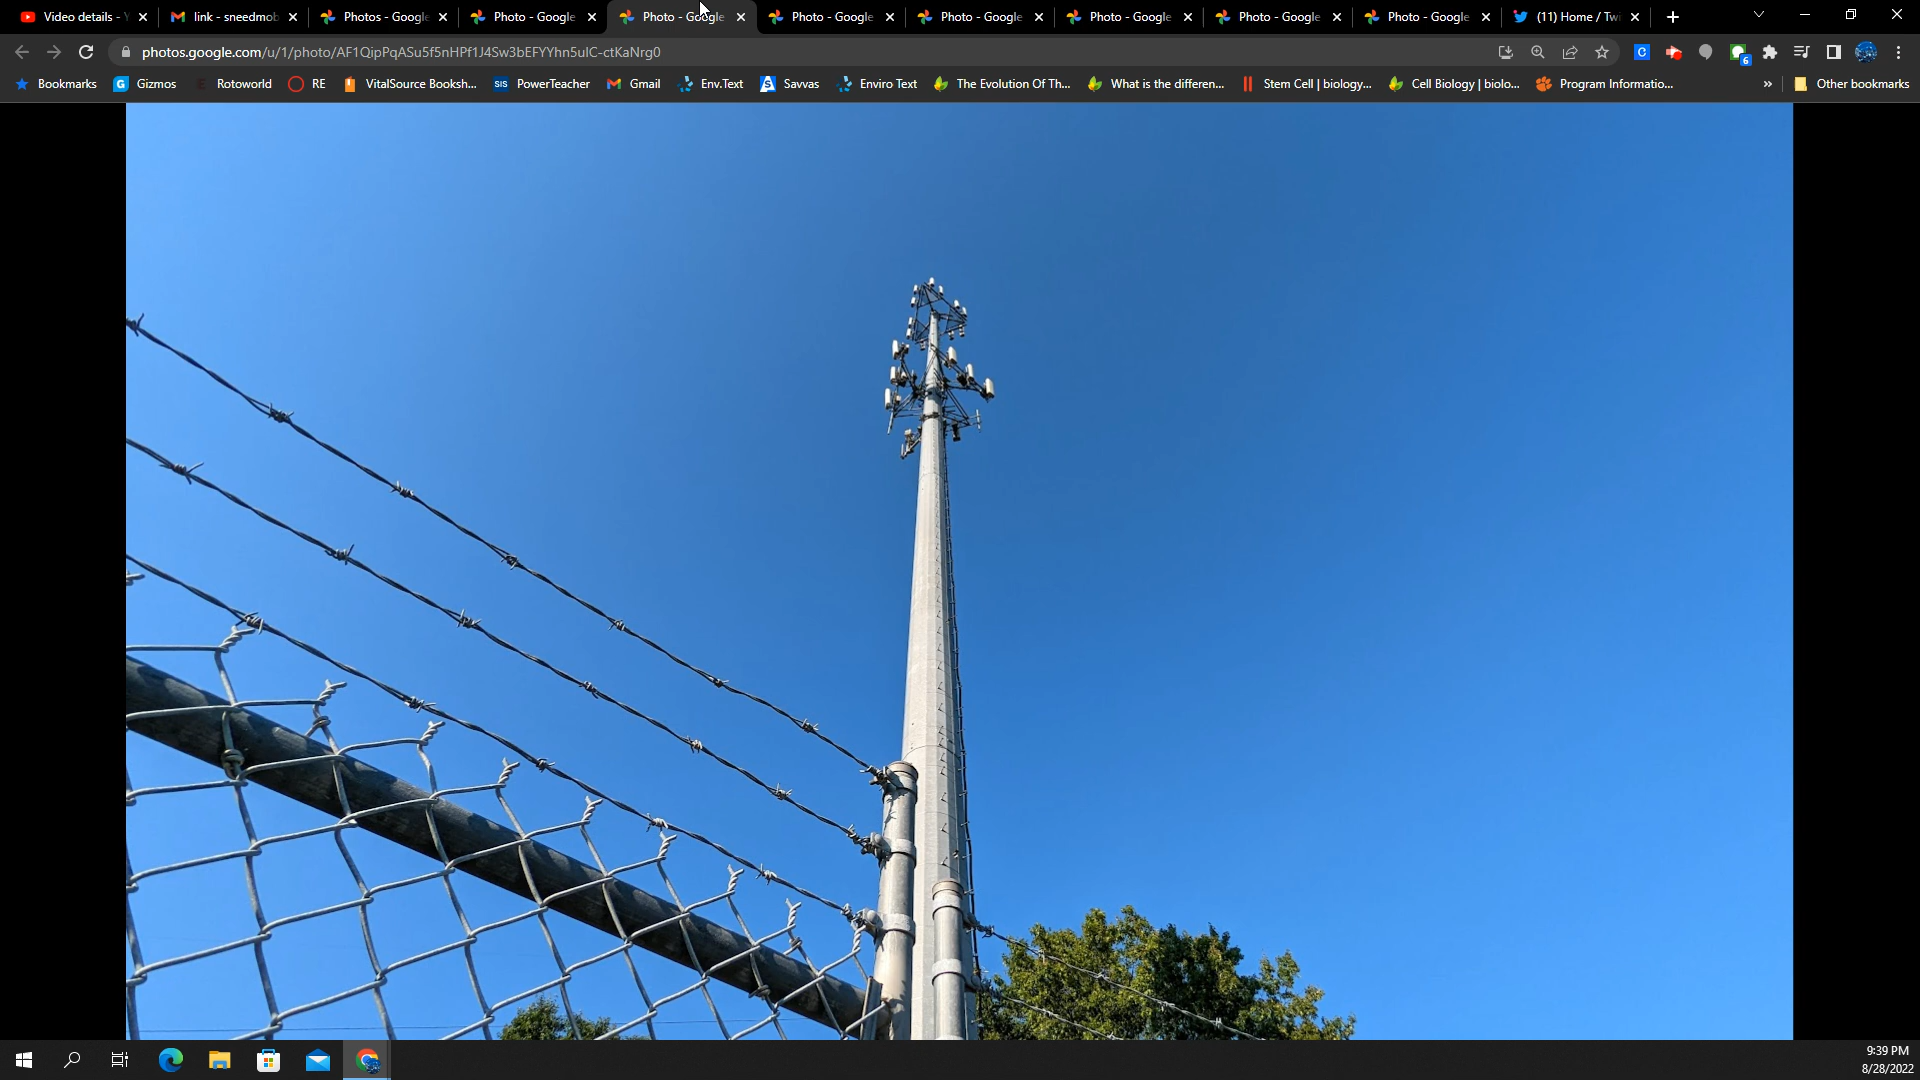 Video details - Y
link - sneedmob
Photos - Google
Photo - Google
Photo - Google
Photo - Google
Photo - Google
Photo - Google
Photo - Google
Photo - Google
(11) Home / Twi
photos.google.com/u/1/photo/AF1QipPqASu5f5nHPf1J4Sw3bEFYYhn5ulC-ctKaNrg0
C
6
Bookmarks
G Gizmos
Rotoworld
RE
VitalSource Booksh...
SIS PowerTeacher
Gmail
Env.Text
S Savvas
Enviro Text
The Evolution Of Th...
What is the differen...
Stem Cell | biology...
Cell Biology | biolo...
Program Informatio...
»
Other bookmarks
9:39 PM
8/28/2022